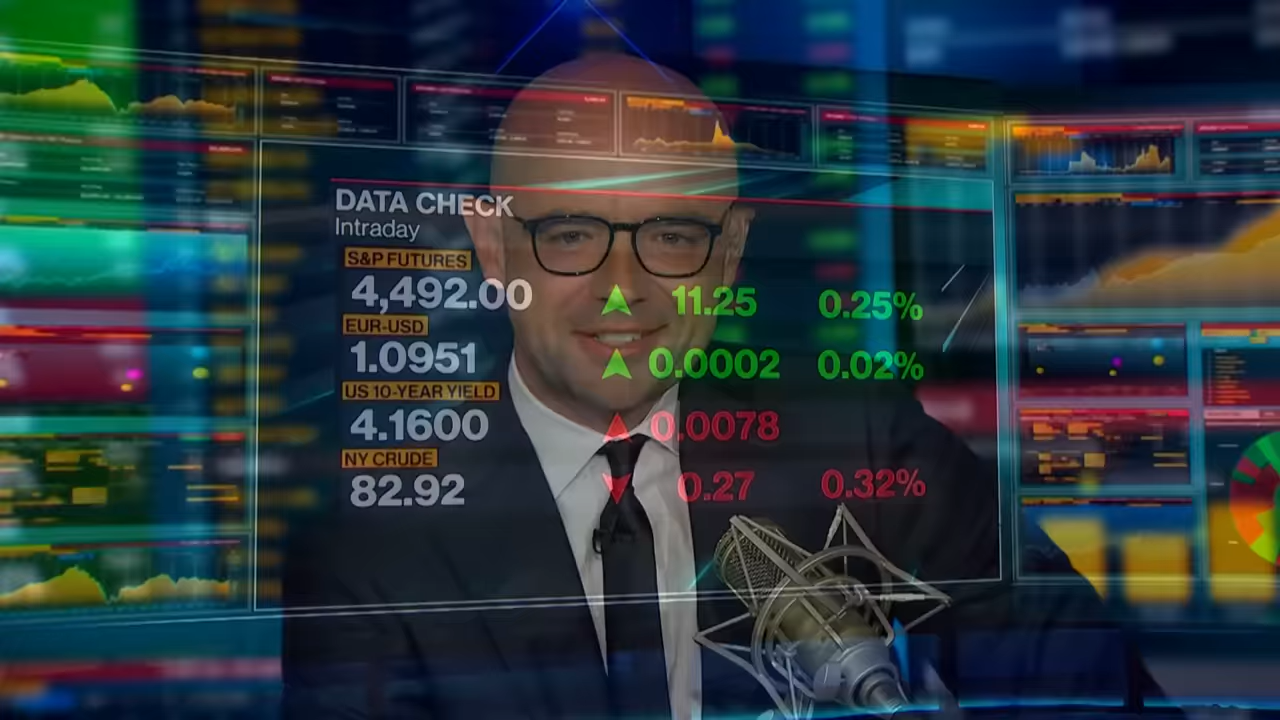 DATA CHECK
Intraday
S&P FUTURES
4,492.00 11.25 0.25%
EUR-USD
1.0951 0.0002 0.02%
US 10-YEAR YIELD
4.1600 0.0078
NY CRUDE
82.92 0.27 0.32%